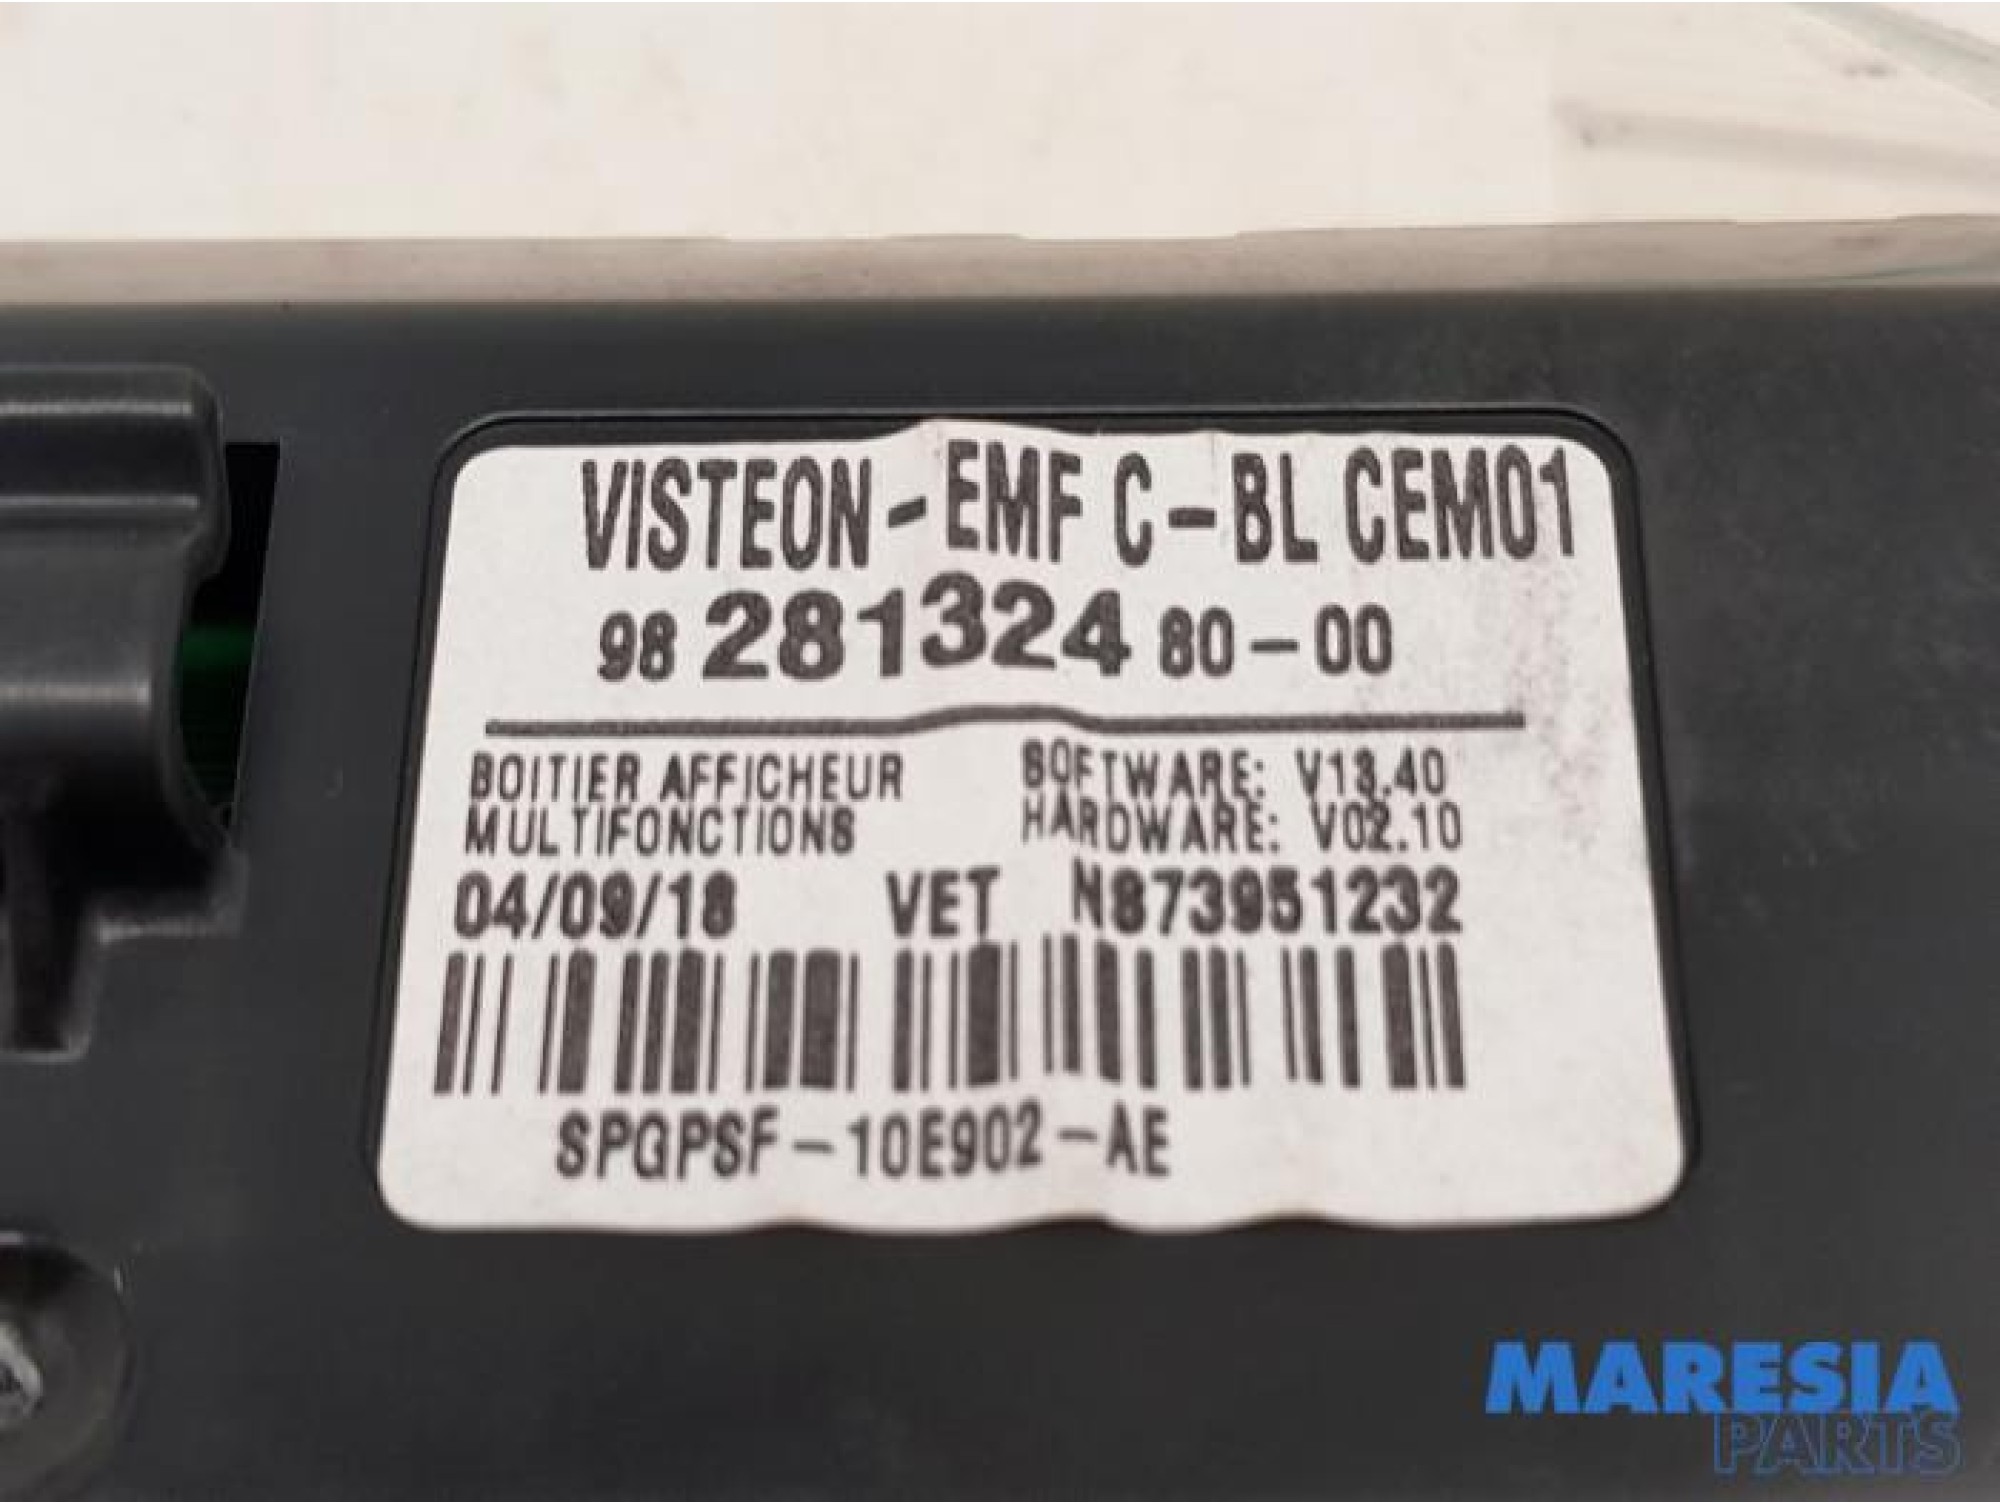 VISTEON-EMF C-BL CEM01
98 281324 80-00
BOITIER AFFICHEUR SOFTWARE: V13.40
MULTIFONCTIONS HARDWARE: V02.10
04/09/18 VET N873951232
SPGPSF-10E902-AE
MARESIA
PARTS